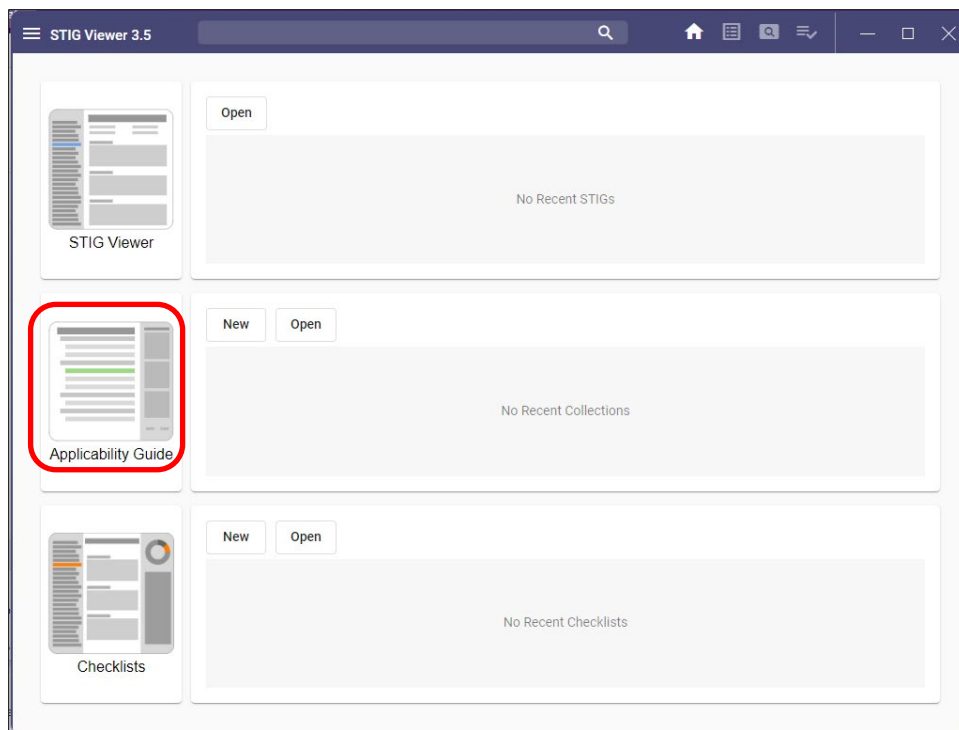 STIG Viewer 3.5
Open
No Recent STIGs
STIG Viewer
New Open
No Recent Collections
Applicability Guide
New Open
No Recent Checklists
Checklists